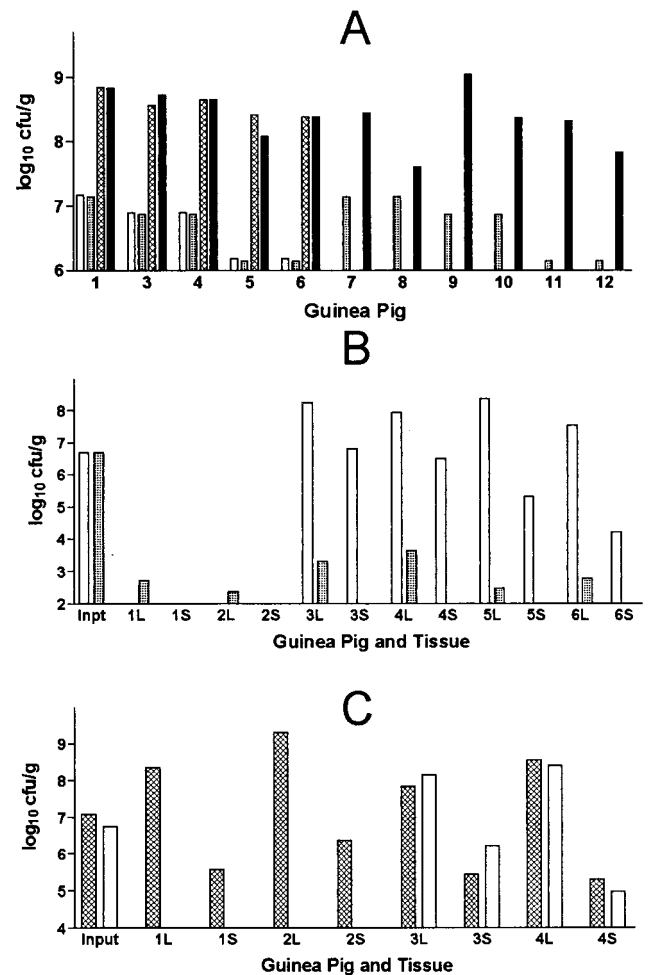 A
log₁₀ cfu/g
9
8
7
6
1 3 4 5 6 7 8 9 10 11 12
Guinea Pig
B
log₁₀ cfu/g
8
7
6
5
4
3
2
Inpt 1L 1S 2L 2S 3L 3S 4L 4S 5L 5S 6L 6S
Guinea Pig and Tissue
C
log₁₀ cfu/g
9
8
7
6
5
4
Input 1L 1S 2L 2S 3L 3S 4L 4S
Guinea Pig and Tissue